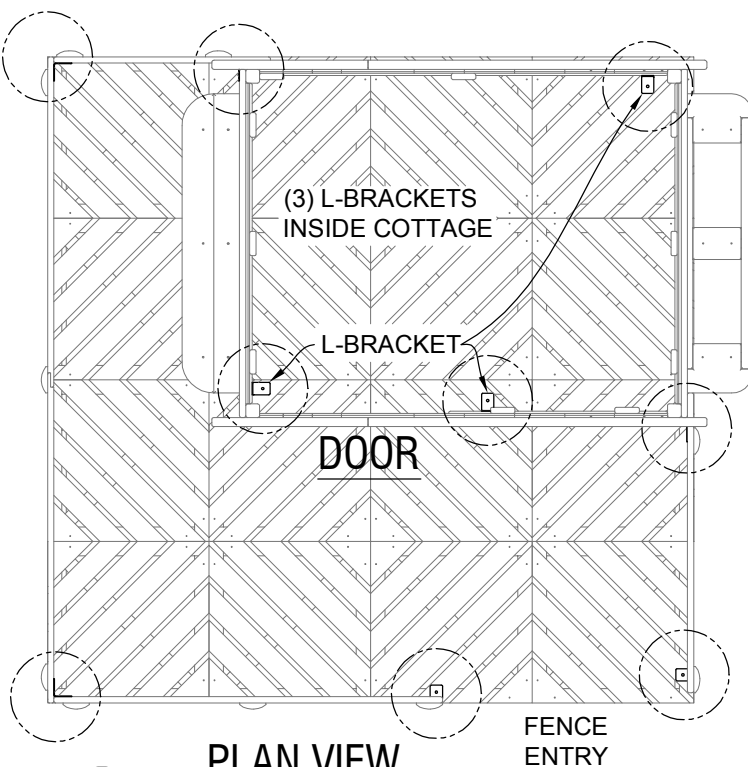 (3) L-BRACKETS
INSIDE COTTAGE
L-BRACKET
DOOR
FENCE
ENTRY
PLAN VIEW